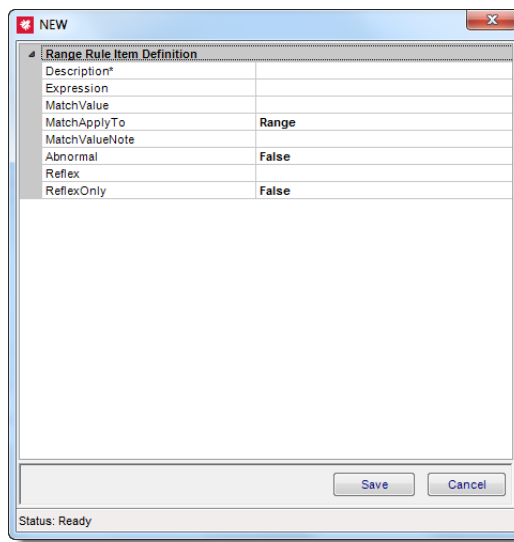 NEW
Range Rule Item Definition
Description*
Expression
MatchValue
MatchApplyTo Range
MatchValueNote
Abnormal False
Reflex
ReflexOnly False
Save Cancel
Status: Ready